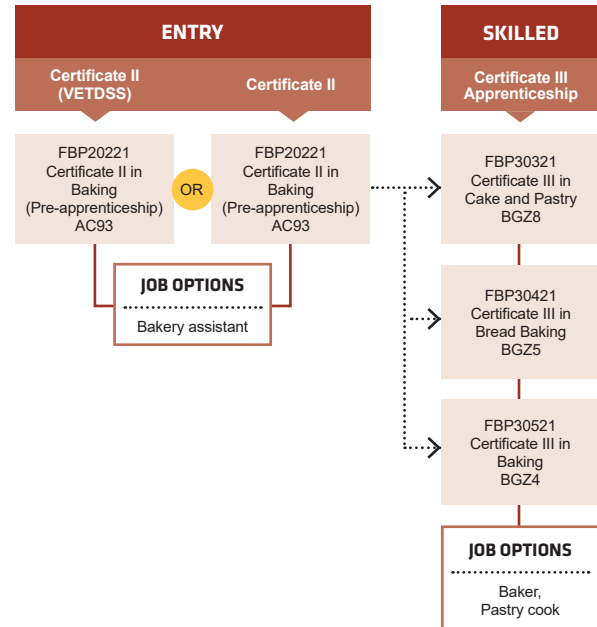 ENTRY
Certificate II
(VETDSS)
Certificate II
FBP20221
Certificate II in
Baking
(Pre-apprenticeship)
AC93
OR
FBP20221
Certificate II in
Baking
(Pre-apprenticeship)
AC93
JOB OPTIONS
Bakery assistant
SKILLED
Certificate III
Apprenticeship
FBP30321
Certificate III in
Cake and Pastry
BGZ8
FBP30421
Certificate III in
Bread Baking
BGZ5
FBP30521
Certificate III in
Baking
BGZ4
JOB OPTIONS
Baker,
Pastry cook